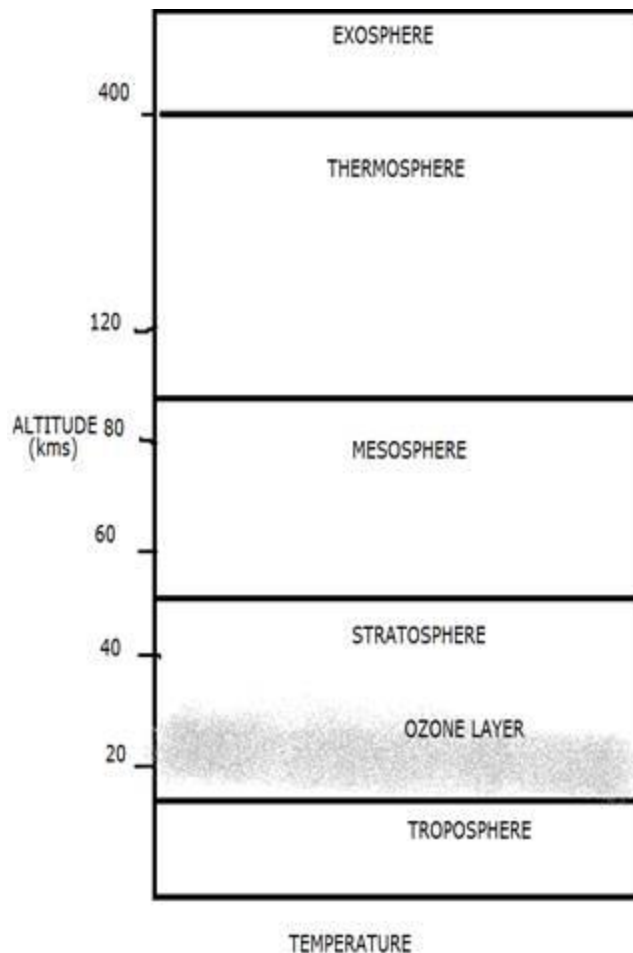 EXOSPHERE
400
THERMOSPHERE
120
ALTITUDE 80
(kms)
MESOSPHERE
60
STRATOSPHERE
40
OZONE LAYER
20
TROPOSPHERE
TEMPERATURE